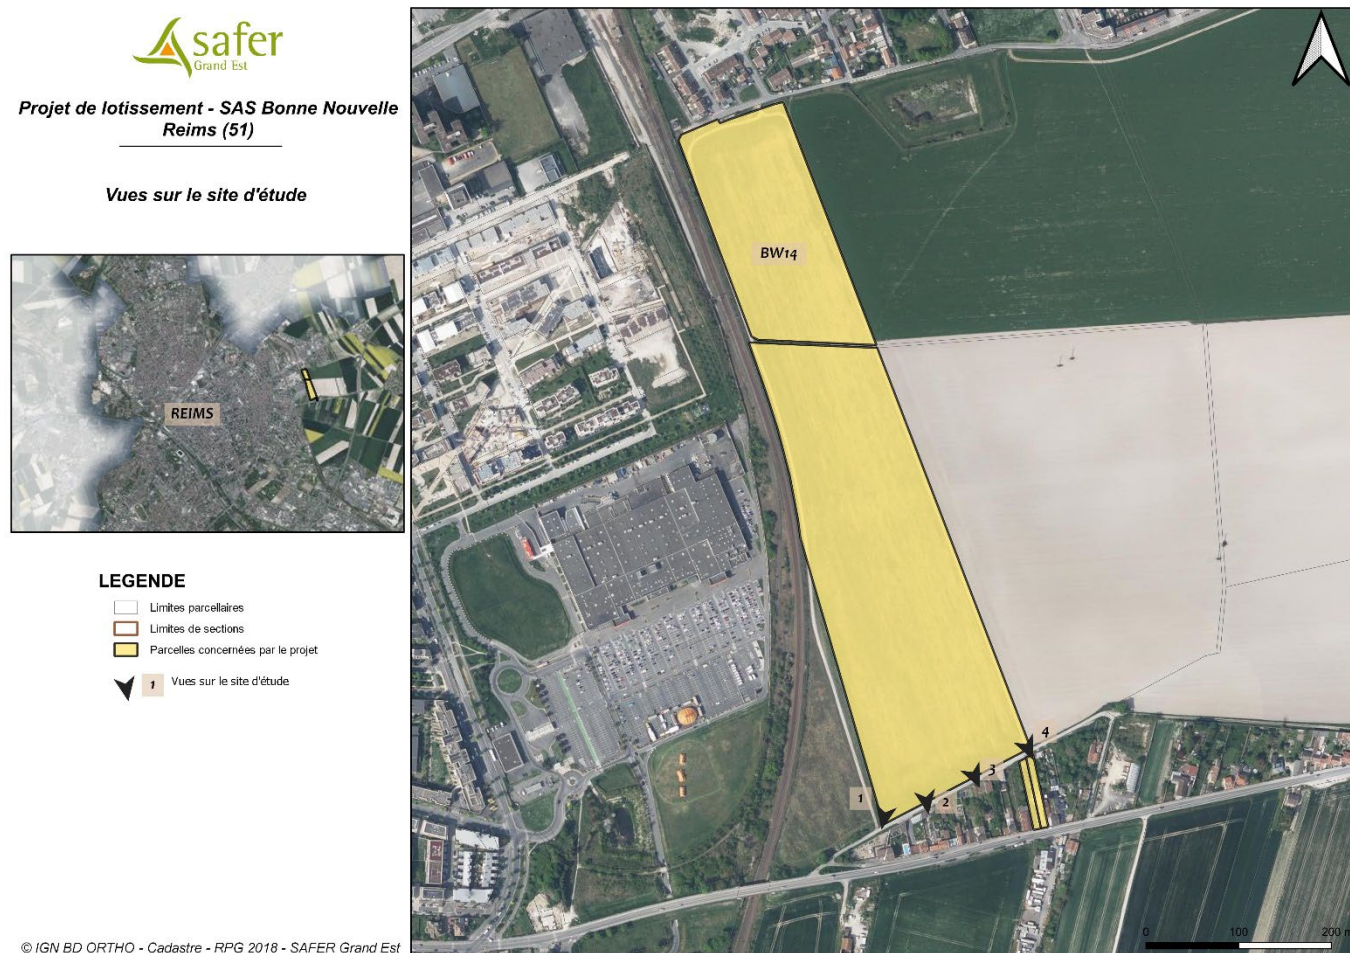 safer
Grand Est
Projet de lotissement - SAS Bonne Nouvelle
Reims (51)
Vues sur le site d'étude
REIMS
LEGENDE
Limites parcellaires
Limites de sections
Parcelles concernées par le projet
1 Vues sur le site d'étude
© IGN BD ORTHO - Cadastre - RPG 2018 - SAFER Grand Est
BW14
4
3
1
2
0 100 200 m